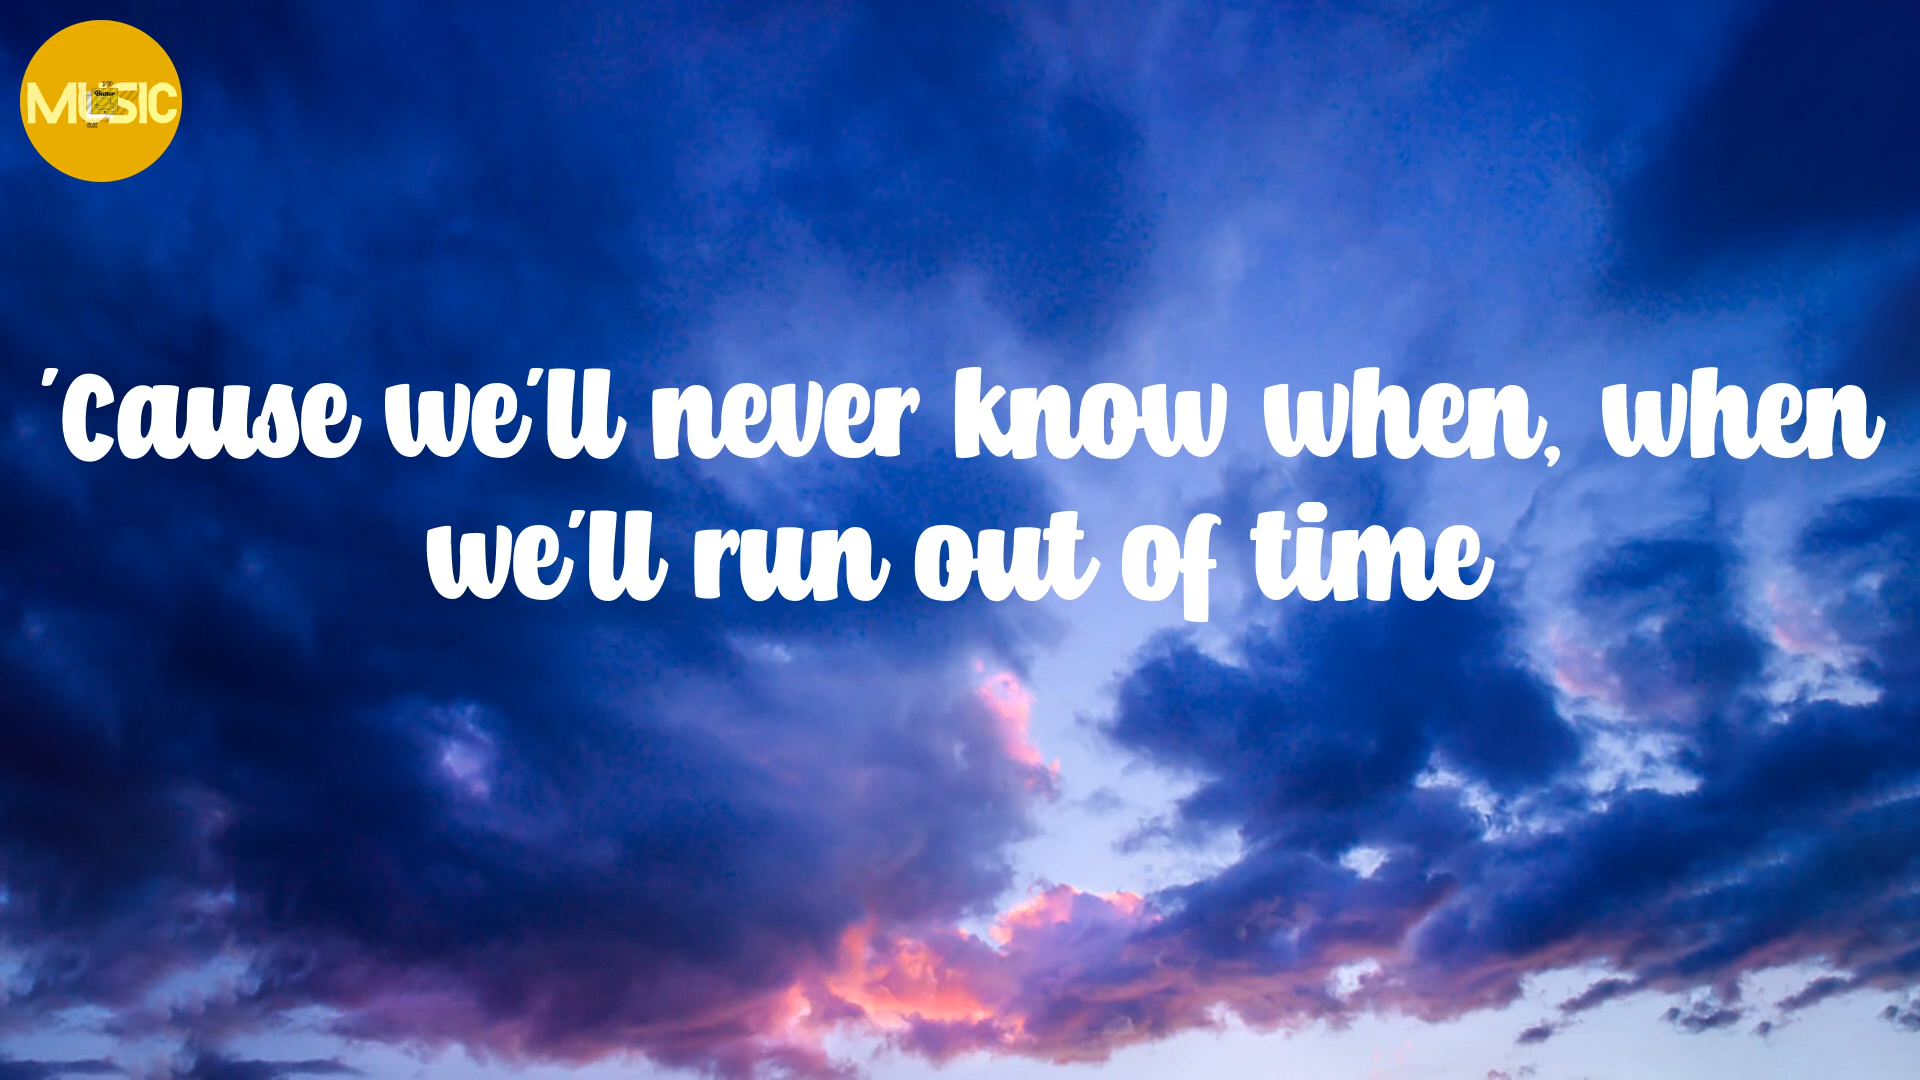 MUSIC
'Cause we'll never know when, when
we'll run out of time